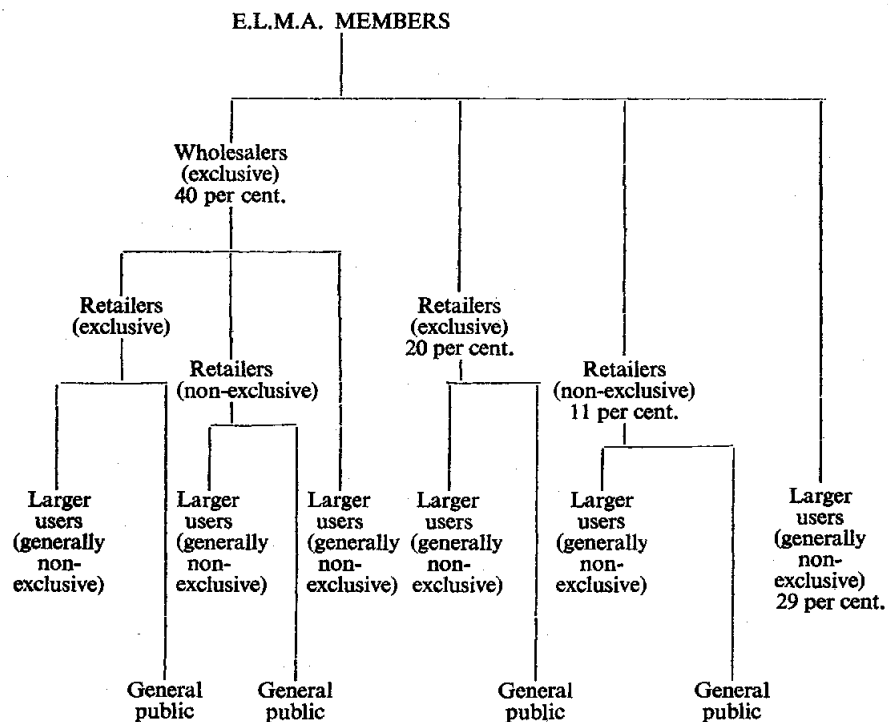 E.L.M.A. MEMBERS
Wholesalers
(exclusive)
40 per cent.
Retailers
(exclusive)
Retailers
(non-exclusive)
Retailers
(exclusive)
20 per cent.
Retailers
(non-exclusive)
11 per cent.
Larger
users
(generally
non-
exclusive)
Larger
users
(generally
non-
exclusive)
Larger
users
(generally
non-
exclusive)
Larger
users
(generally
non-
exclusive)
Larger
users
(generally
non-
exclusive)
Larger
users
(generally
non-
exclusive)
29 per cent.
General
public
General
public
General
public
General
public